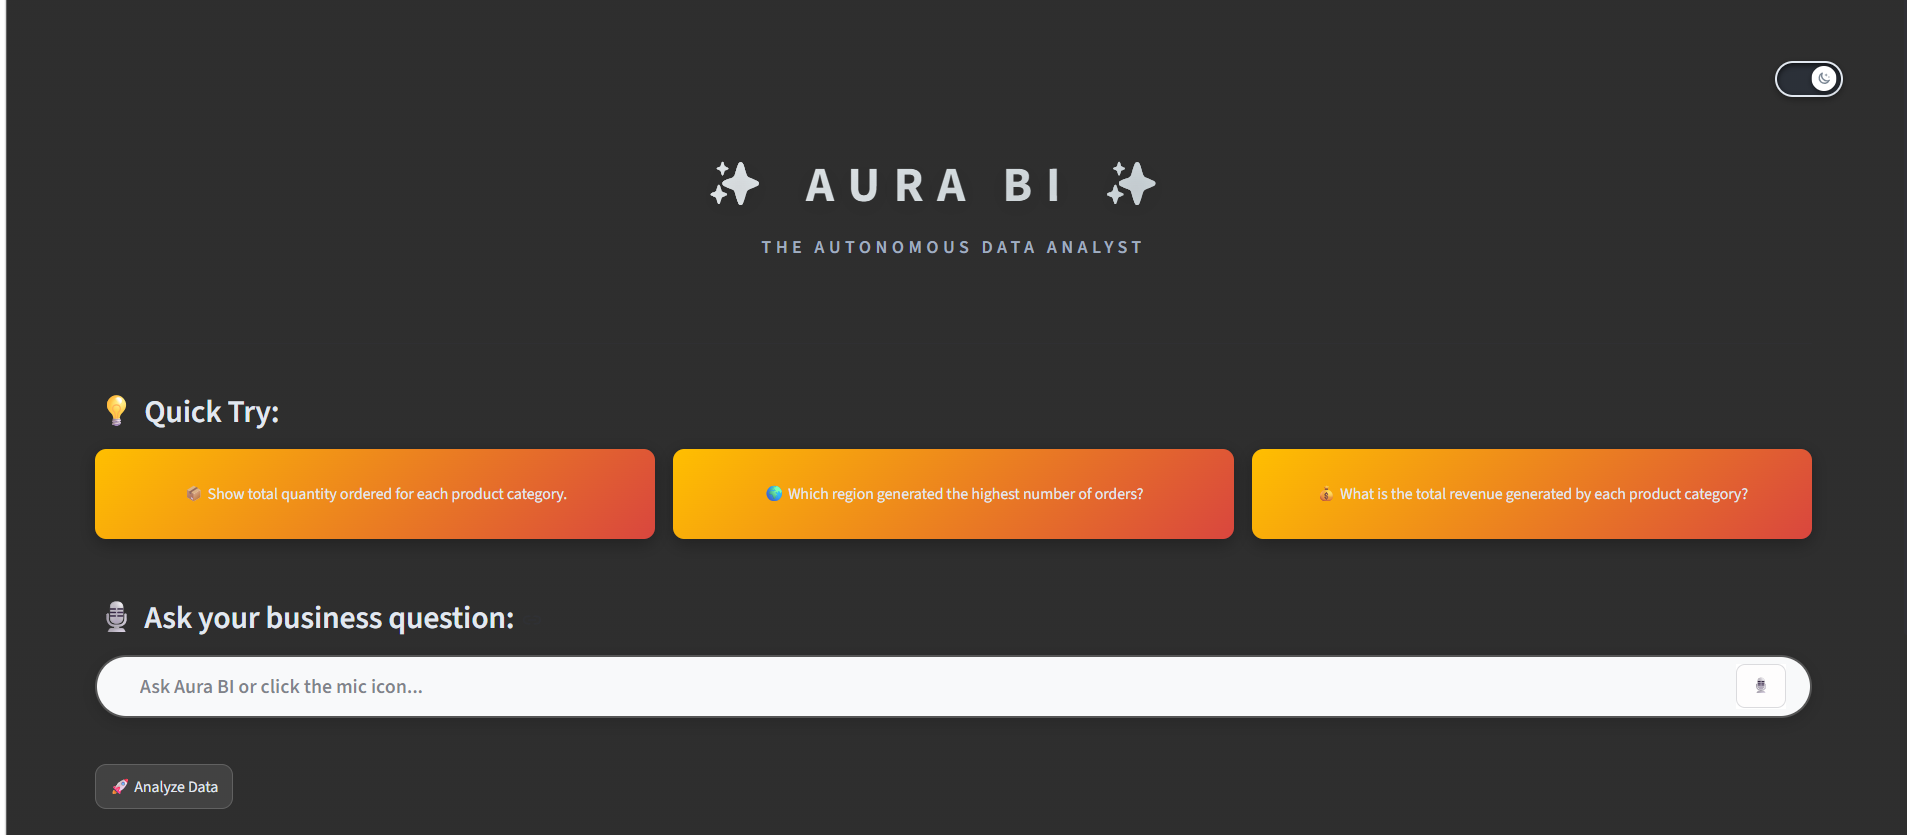 ✨ AURA BI ✨
THE AUTONOMOUS DATA ANALYST
💡 Quick Try:
📦 Show total quantity ordered for each product category.
🌍 Which region generated the highest number of orders?
💰 What is the total revenue generated by each product category?
🎙️ Ask your business question:
Ask Aura BI or click the mic icon...
🚀 Analyze Data